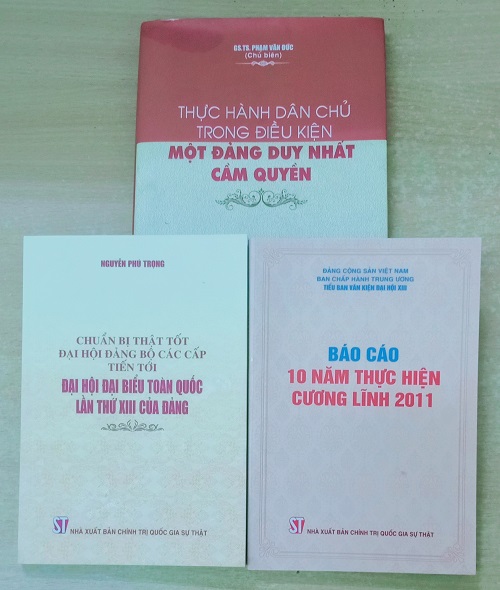 GS.TS. PHẠM VĂN ĐỨC
(Chủ biên)
THỰC HÀNH DÂN CHỦ
TRONG ĐIỀU KIỆN
MỘT ĐẢNG DUY NHẤT
CẦM QUYỀN
NGUYỄN PHÚ TRỌNG
CHUẨN BỊ THẬT TỐT
ĐẠI HỘI ĐẢNG BỘ CÁC CẤP
TIẾN TỚI
ĐẠI HỘI ĐẠI BIỂU TOÀN QUỐC
LẦN THỨ XIII CỦA ĐẢNG
ST NHÀ XUẤT BẢN CHÍNH TRỊ QUỐC GIA SỰ THẬT
ĐẢNG CỘNG SẢN VIỆT NAM
BAN CHẤP HÀNH TRUNG ƯƠNG
TIỂU BAN VĂN KIỆN ĐẠI HỘI XIII
BÁO CÁO
10 NĂM THỰC HIỆN
CƯƠNG LĨNH 2011
ST NHÀ XUẤT BẢN CHÍNH TRỊ QUỐC GIA SỰ THẬT